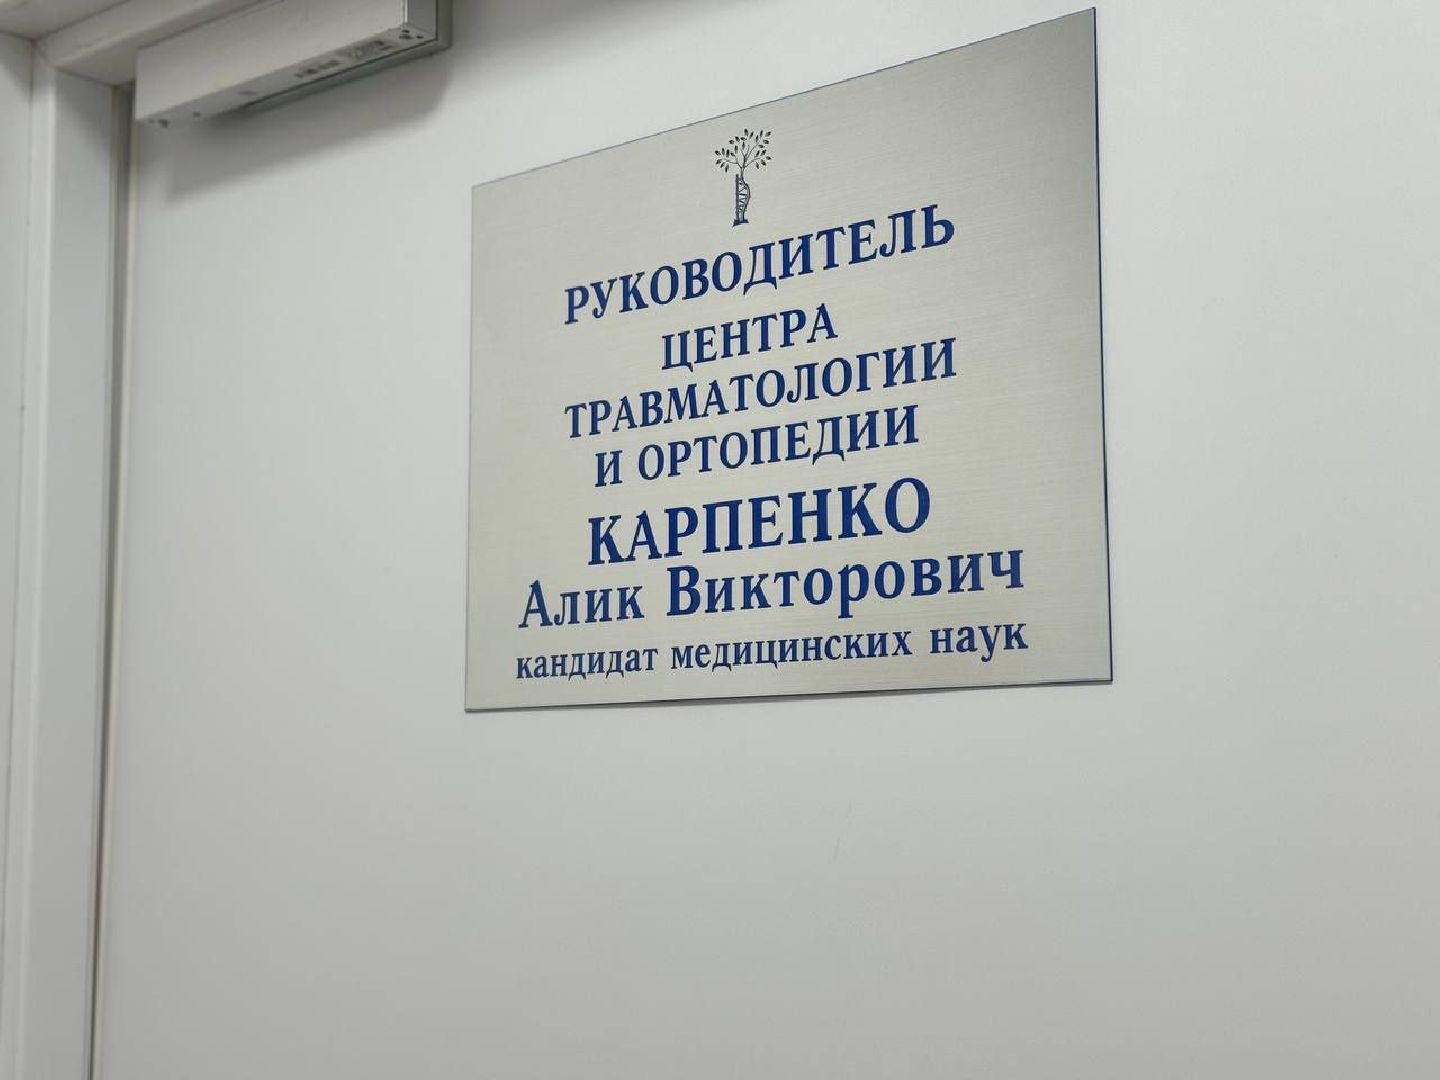 РУКОВОДИТЕЛЬ
ЦЕНТРА
ТРАВМАТОЛОГИИ
И ОРТОПЕДИИ
КАРПЕНКО
Алик Викторович
кандидат медицинских наук